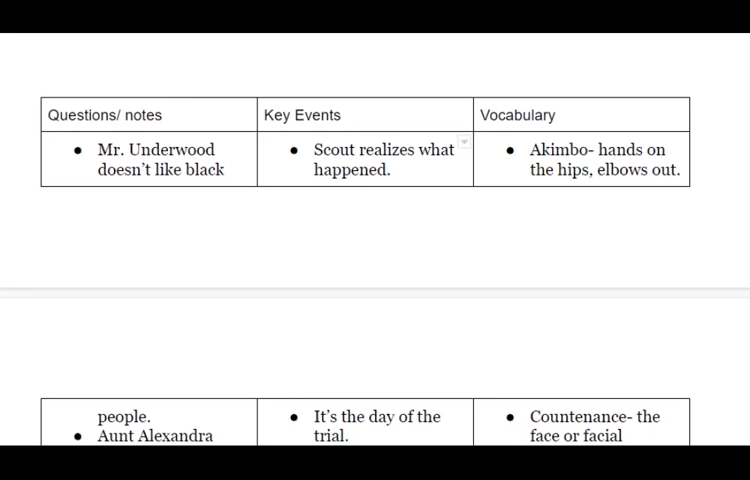 Questions/ notes
Key Events
Vocabulary
● Mr. Underwood
doesn’t like black
● Scout realizes what
happened.
● Akimbo- hands on
the hips, elbows out.
people.
● Aunt Alexandra
● It’s the day of the
trial.
● Countenance- the
face or facial